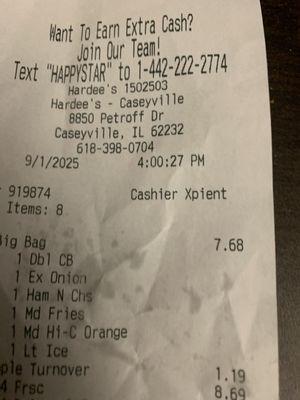 Want To Earn Extra Cash?
Join Our Team!
Text "HAPPYSTAR" to 1-442-222-2774
Hardee's 1502503
Hardee's - Caseyville
8850 Petroff Dr
Caseyville, IL 62232
618-398-0704
9/1/2025 4:00:27 PM
919874 Cashier Xpient
Items: 8
Big Bag 7.68
1 Dbl CB
1 Ex Onion
1 Ham N Chs
1 Md Fries
1 Md Hi-C Orange
1 Lt Ice
ple Turnover 1.19
4 Frsc 8.69